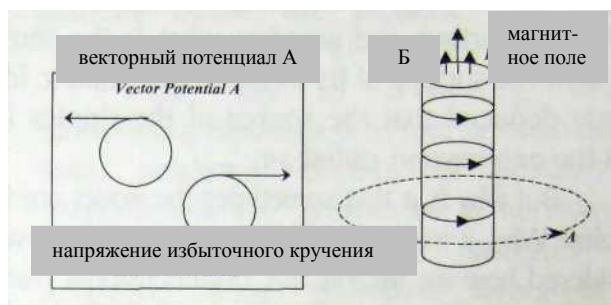 векторный потенциал А
Vector Potential A
напряжение избыточного кручения
Б
магнит-
ное поле
A